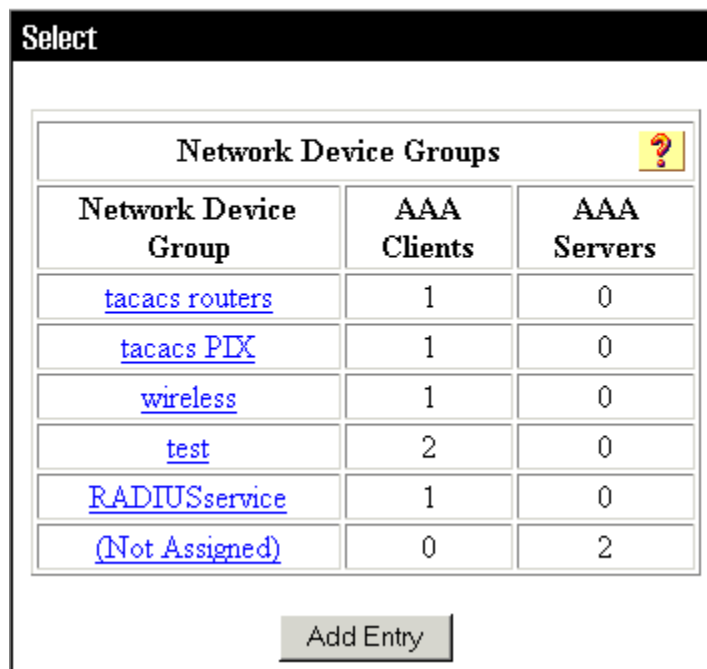 Select
Network Device Groups ?
Network Device Group AAA Clients AAA Servers
tacacs routers 1 0
tacacs PIX 1 0
wireless 1 0
test 2 0
RADIUSservice 1 0
(Not Assigned) 0 2
Add Entry